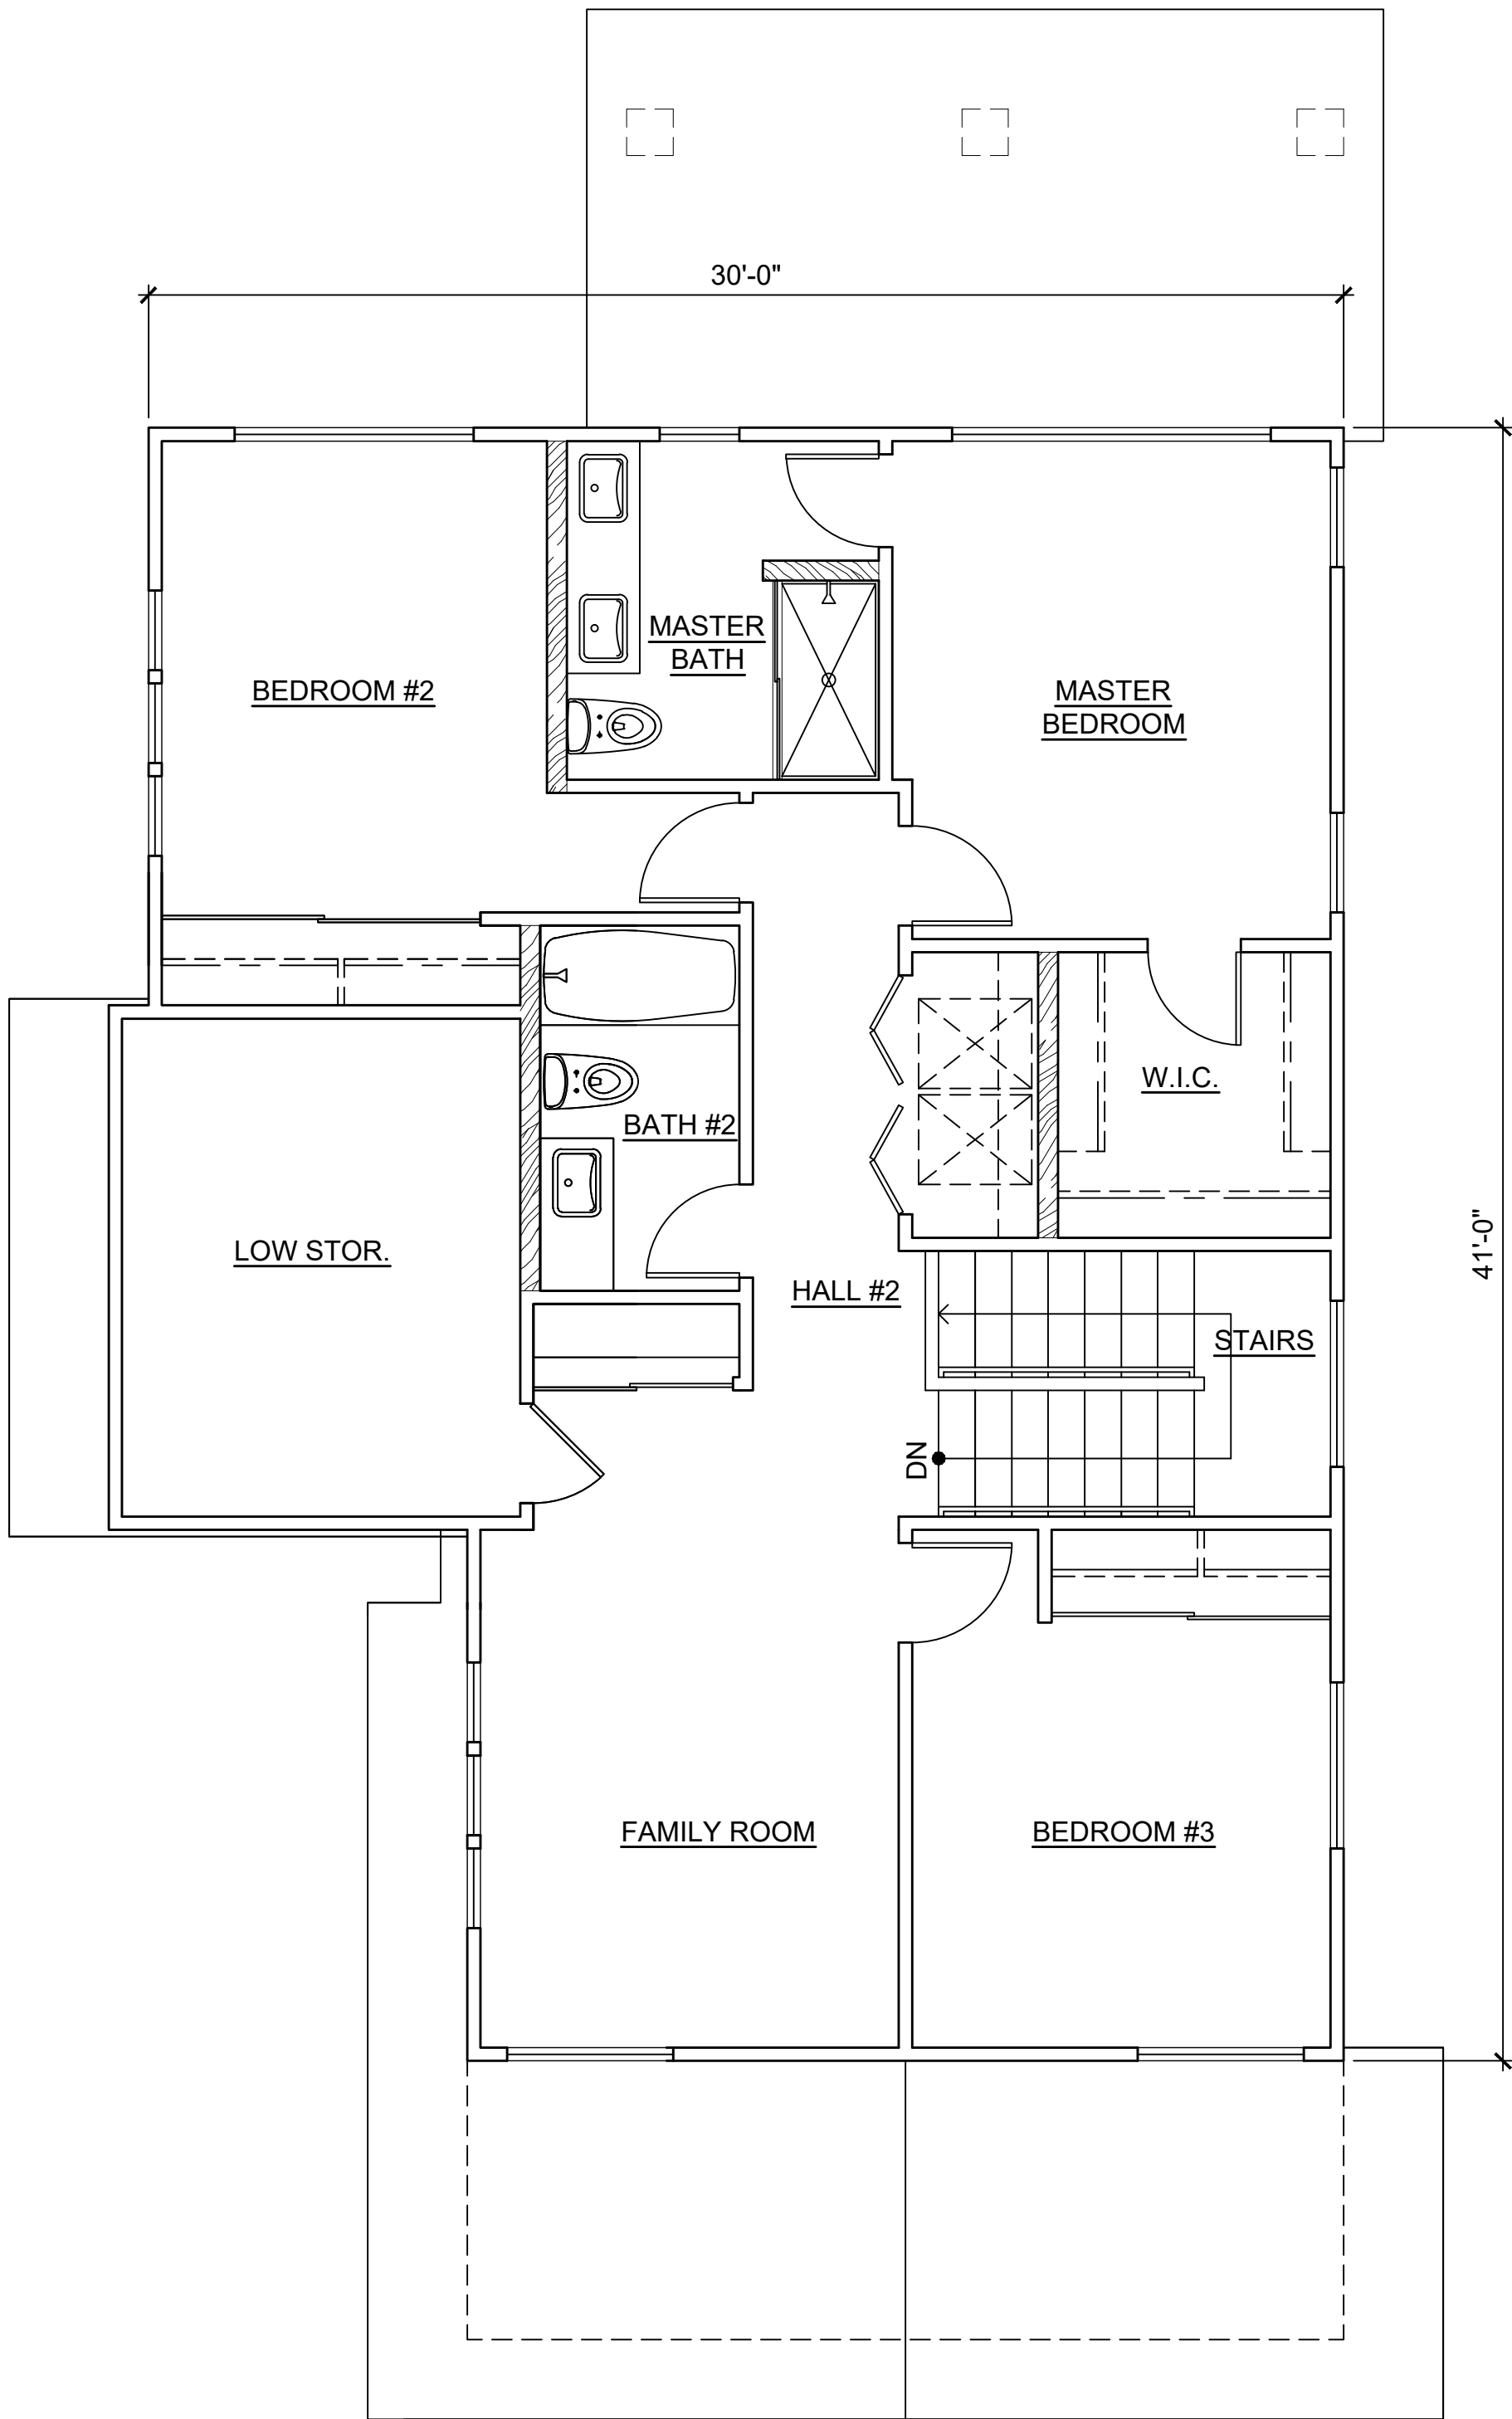 30'-0"
MASTER
BATH
BEDROOM #2
MASTER
BEDROOM
W.I.C.
BATH #2
LOW STOR.
41'-0"
HALL #2
STAIRS
DN
FAMILY ROOM
BEDROOM #3